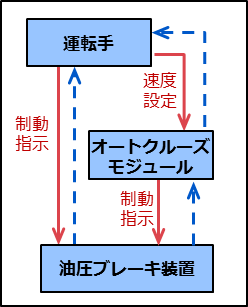 運転手
速度
設定
制動
指示
オートクルーズ
モジュール
制動
指示
油圧ブレーキ装置